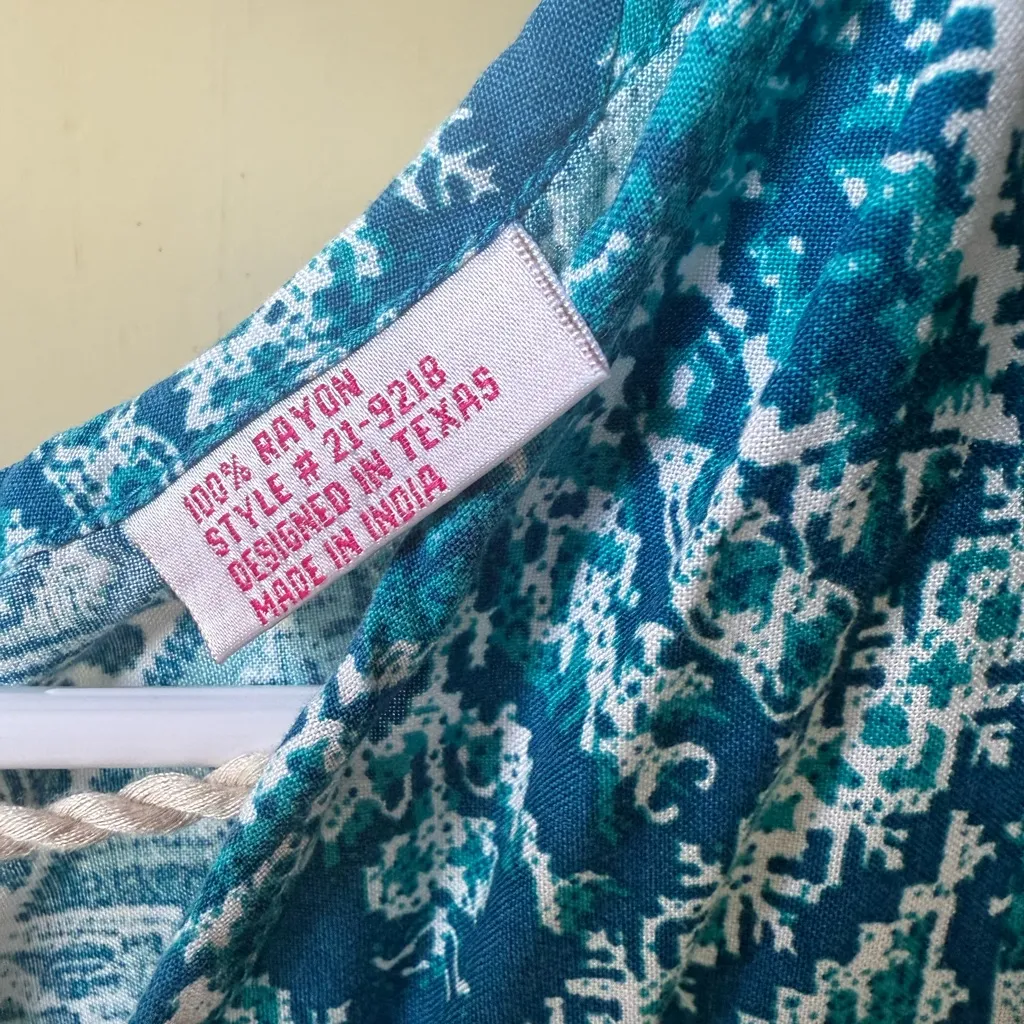 100% RAYON
STYLE # 21-9218
DESIGNED IN TEXAS
MADE IN INDIA